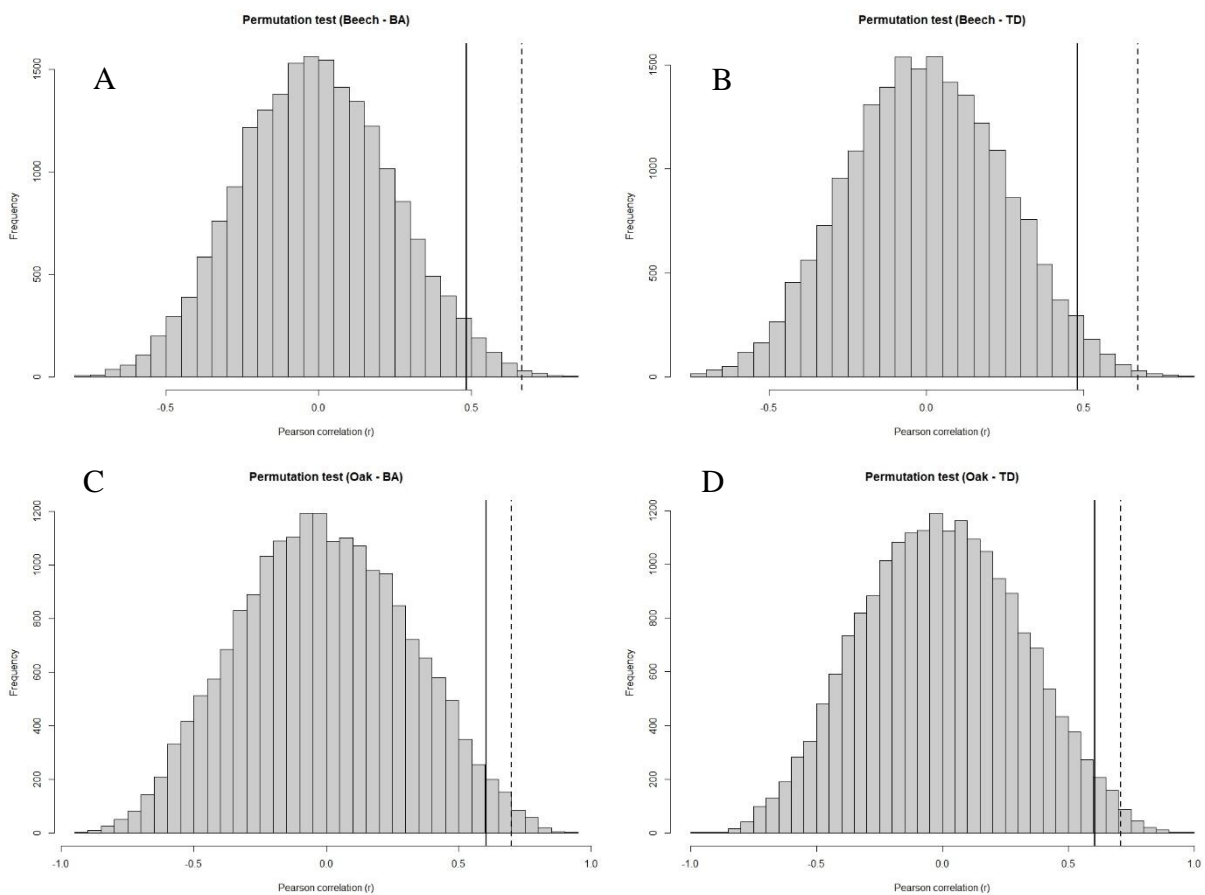 Permutation test (Beech - BA)
A
Frequency
0
500
1000
1500
-0.5
0.0
0.5
Pearson correlation (r)
Permutation test (Beech - TD)
B
Frequency
0
500
1000
1500
-0.5
0.0
0.5
Pearson correlation (r)
Permutation test (Oak - BA)
C
Frequency
0
200
400
600
800
1000
1200
-1.0
-0.5
0.0
0.5
1.0
Pearson correlation (r)
Permutation test (Oak - TD)
D
Frequency
0
200
400
600
800
1000
1200
-1.0
-0.5
0.0
0.5
1.0
Pearson correlation (r)